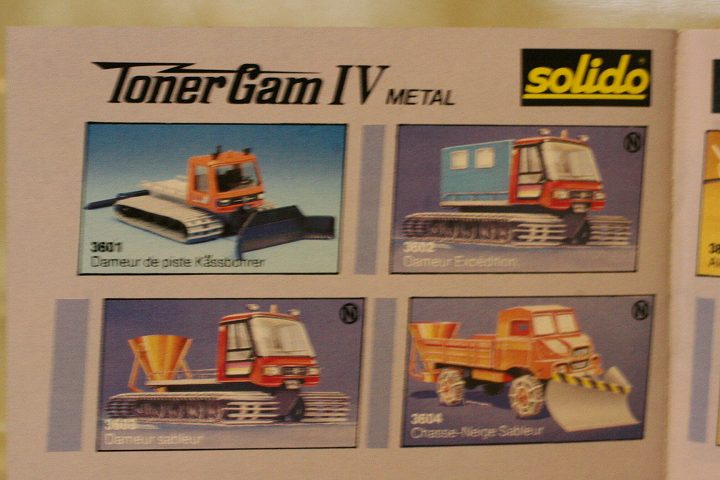 TonerGam IV METAL
solido
3601
Dameur de piste Kässbohrer
N
3602
Dameur Expédition
N
3603
Dameur sableur
N
3604
Chasse-Neige Sableur